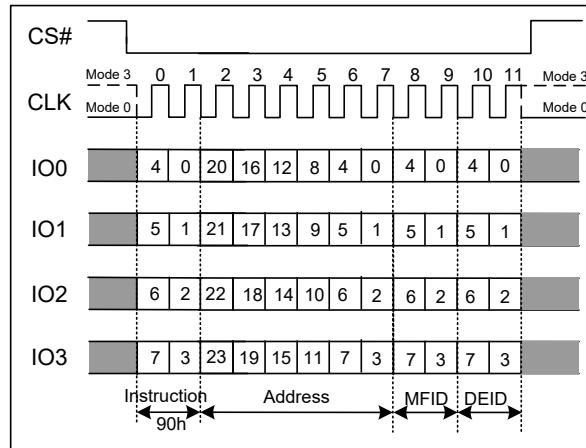 CS#
Mode 3 0 1 2 3 4 5 6 7 8 9 10 11 Mode 3
CLK Mode 0 Mode 0
IO0 4 0 20 16 12 8 4 0 4 0 4 0
IO1 5 1 21 17 13 9 5 1 5 1 5 1
IO2 6 2 22 18 14 10 6 2 6 2 6 2
IO3 7 3 23 19 15 11 7 3 7 3 7 3
Instruction Address MFID DEID
90h